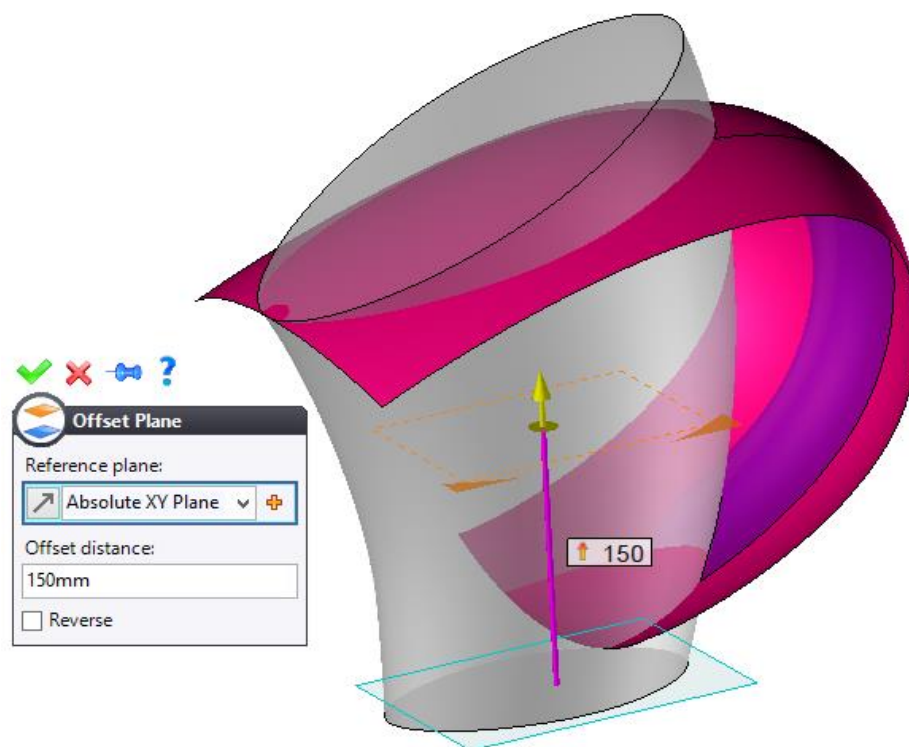 ?
Offset Plane
Reference plane:
Absolute XY Plane
Offset distance:
150mm
Reverse
150